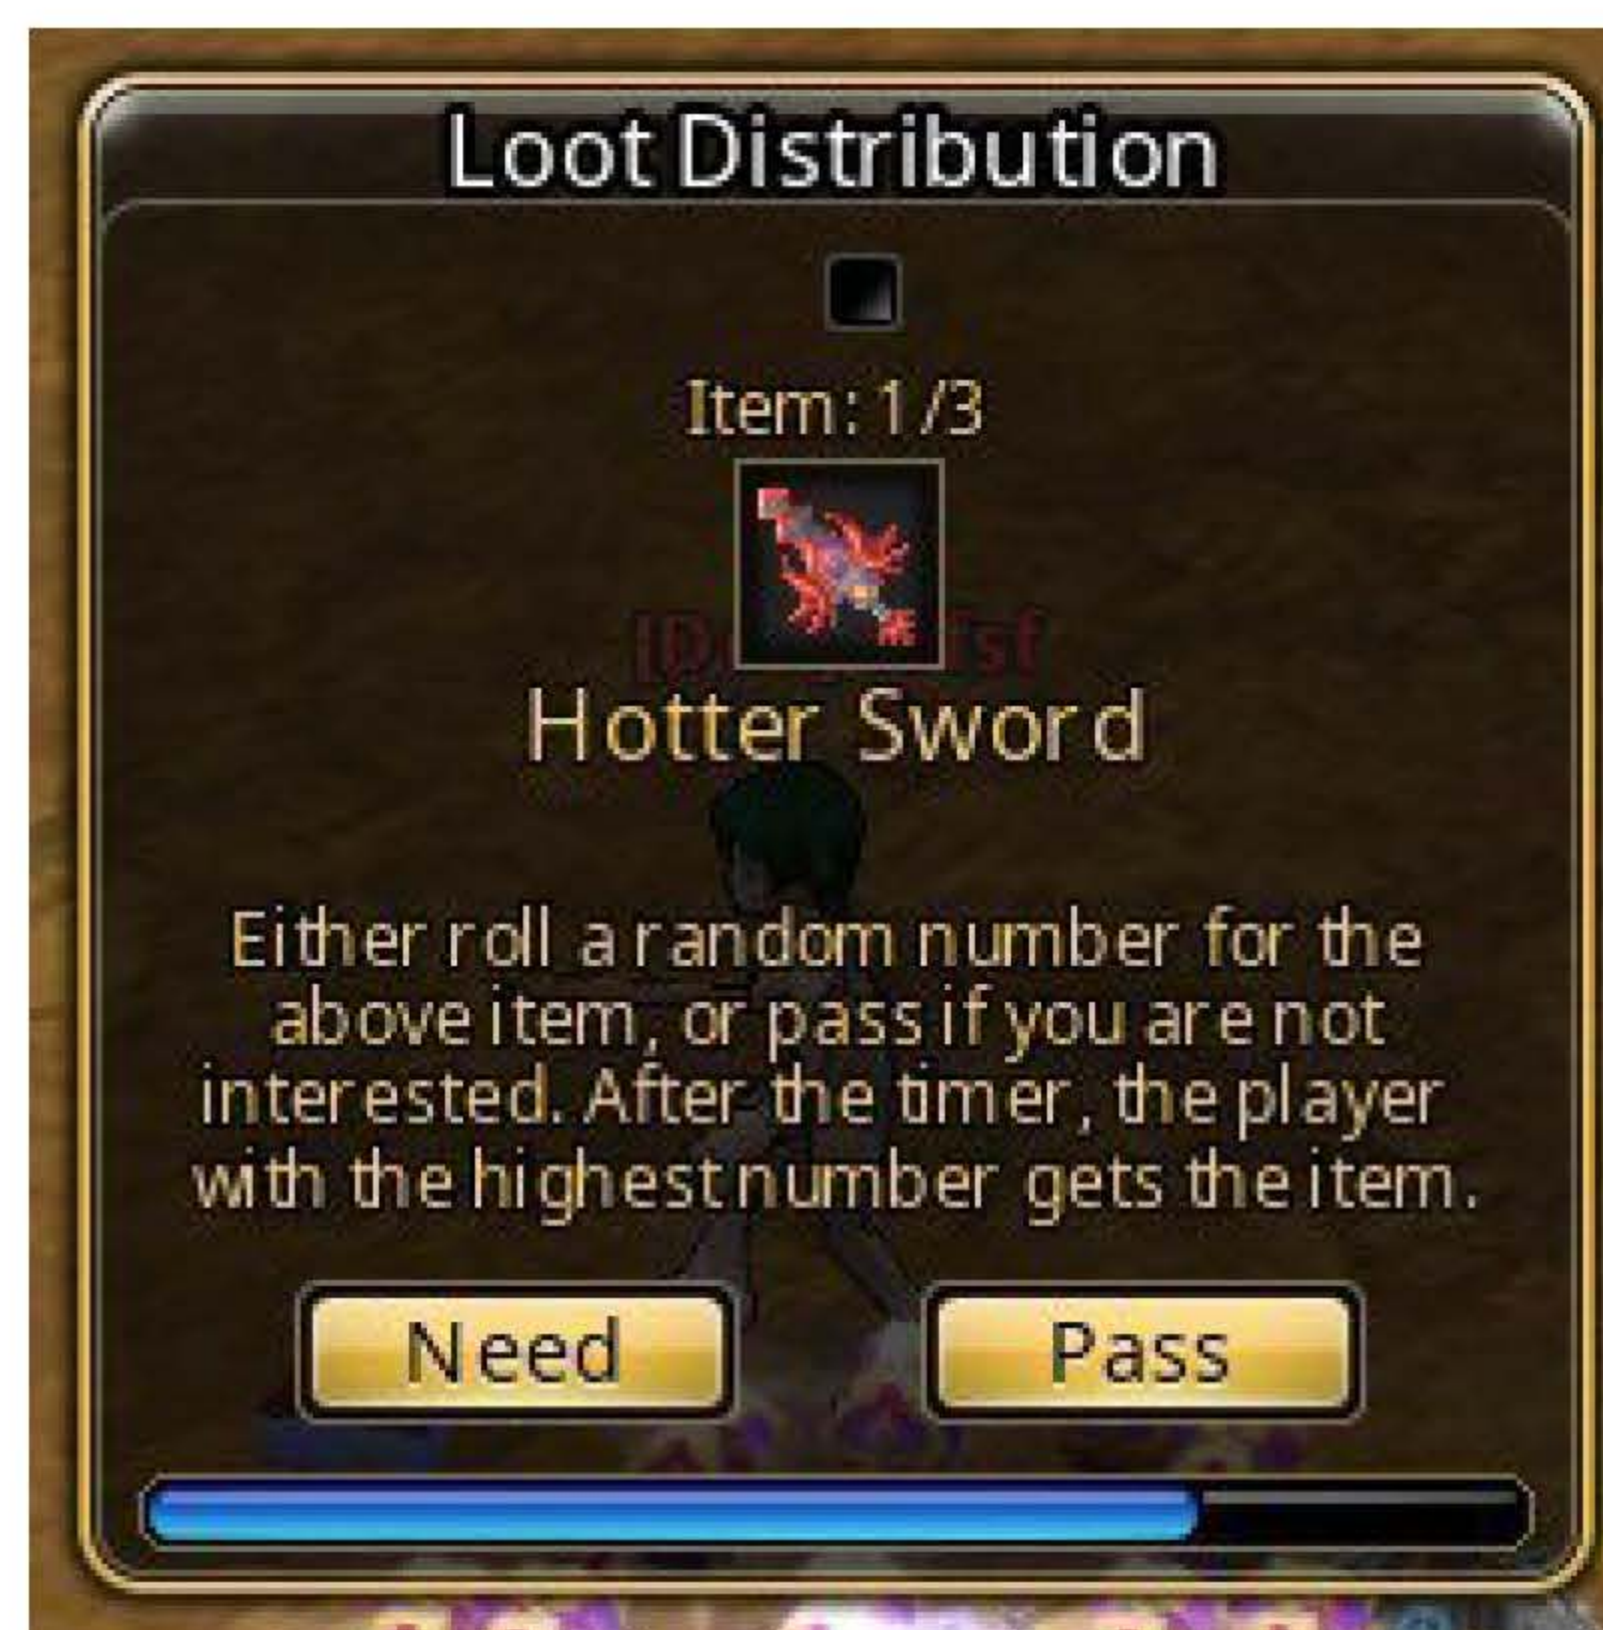 Loot Distribution
Item: 1/3
Hotter Sword
Either roll a random number for the
above item, or pass if you are not
interested. After the timer, the player
with the highest number gets the item.
Need Pass